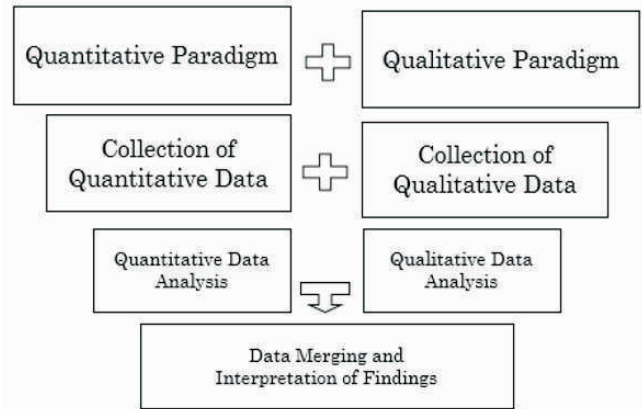 Quantitative Paradigm
Qualitative Paradigm
Collection of
Quantitative Data
Collection of
Qualitative Data
Quantitative Data
Analysis
Qualitative Data
Analysis
Data Merging and
Interpretation of Findings